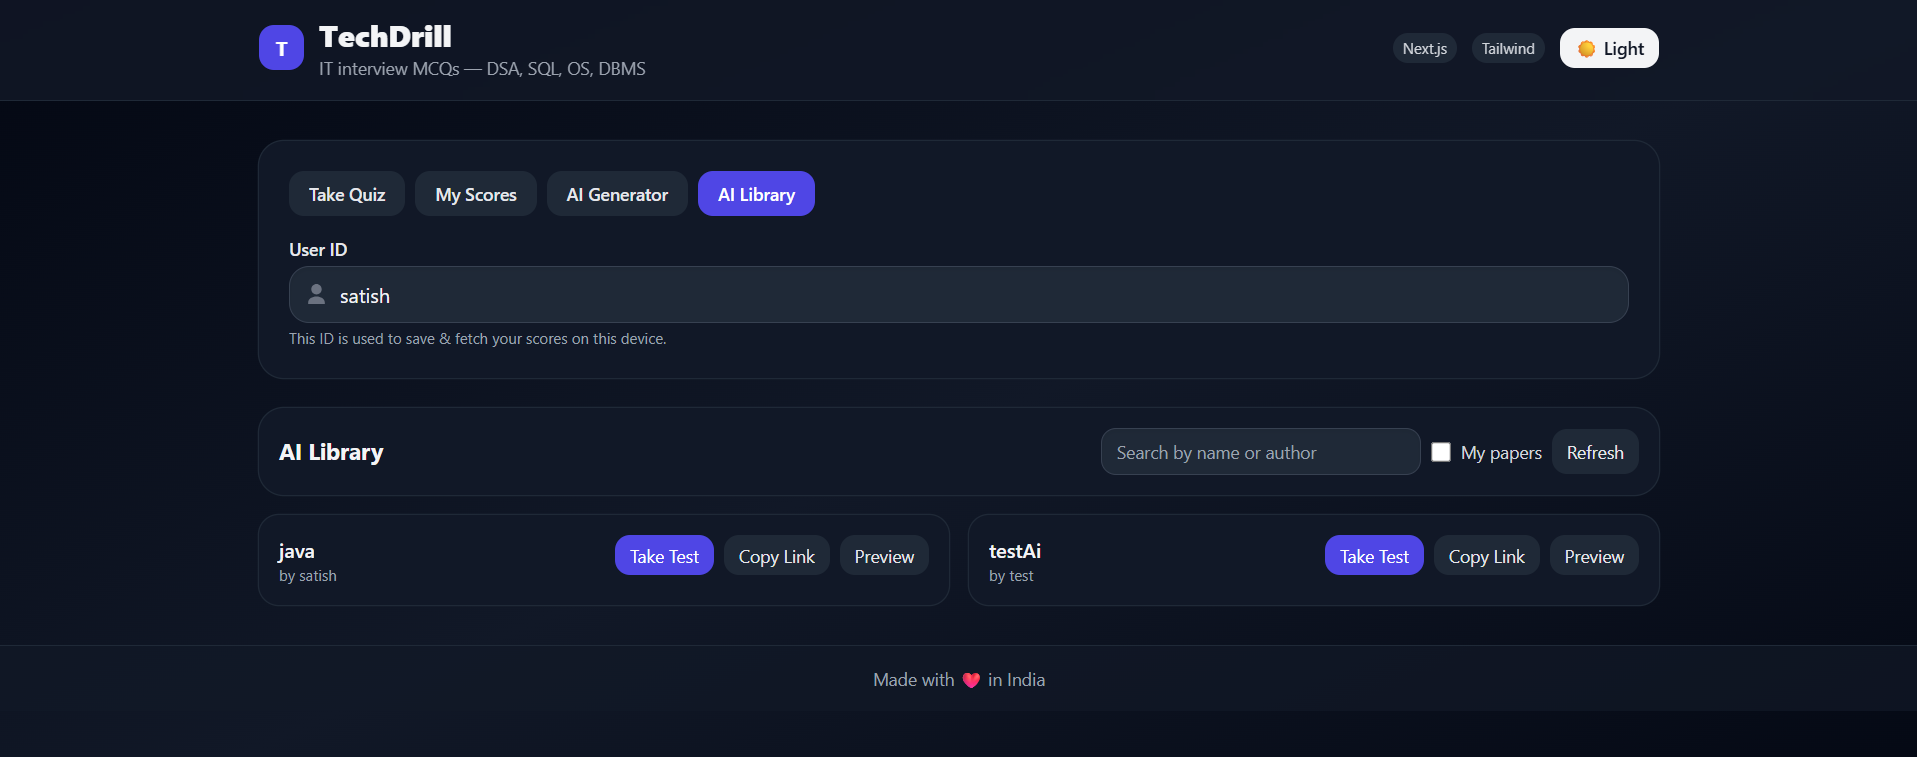 T
TechDrill
IT interview MCQs — DSA, SQL, OS, DBMS
Next.js
Tailwind
Light
Take Quiz
My Scores
AI Generator
AI Library
User ID
satish
This ID is used to save & fetch your scores on this device.
AI Library
Search by name or author
My papers
Refresh
java
by satish
Take Test
Copy Link
Preview
testAi
by test
Take Test
Copy Link
Preview
Made with ❤️ in India